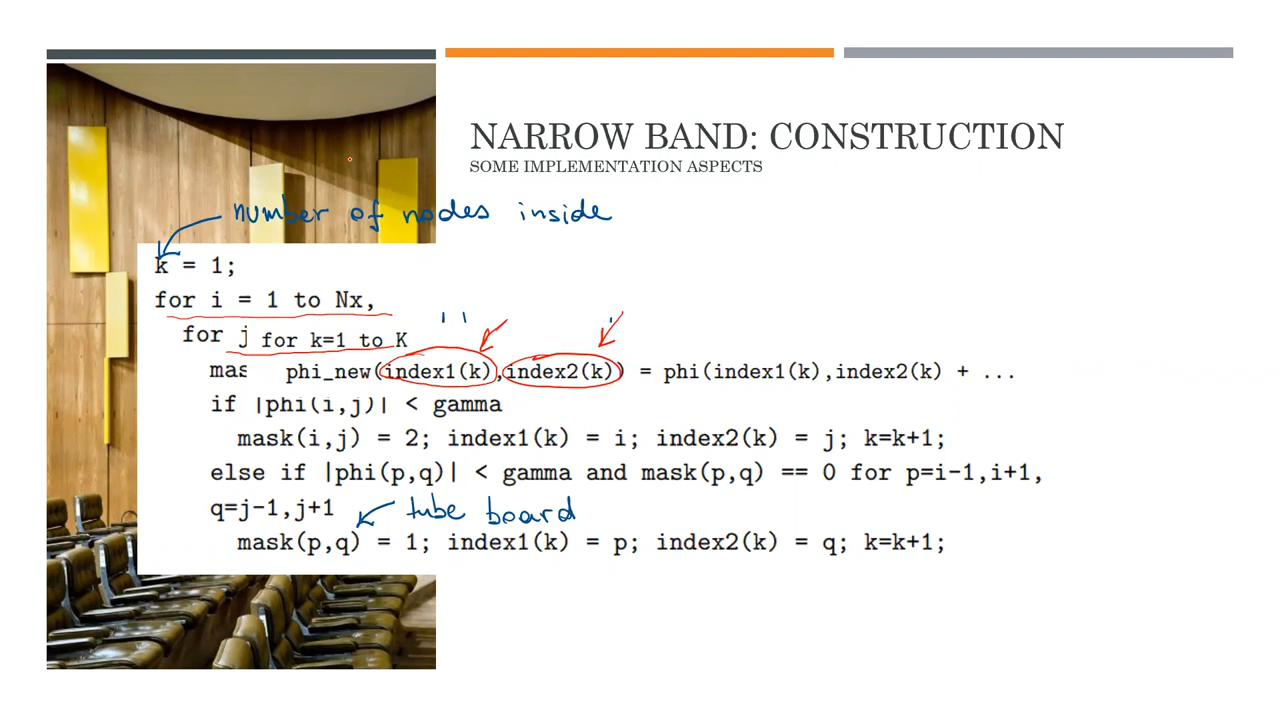 NARROW BAND: CONSTRUCTION
SOME IMPLEMENTATION ASPECTS
number of nodes inside
k = 1;
for i = 1 to Nx,
for j
for k=1 to K
mas
phi_new(index1(k),index2(k)) = phi(index1(k),index2(k) + ...
if |phi(i,j)| < gamma
mask(i,j) = 2; index1(k) = i; index2(k) = j; k=k+1;
else if |phi(p,q)| < gamma and mask(p,q) == 0 for p=i-1,i+1,
q=j-1,j+1
tube board
mask(p,q) = 1; index1(k) = p; index2(k) = q; k=k+1;